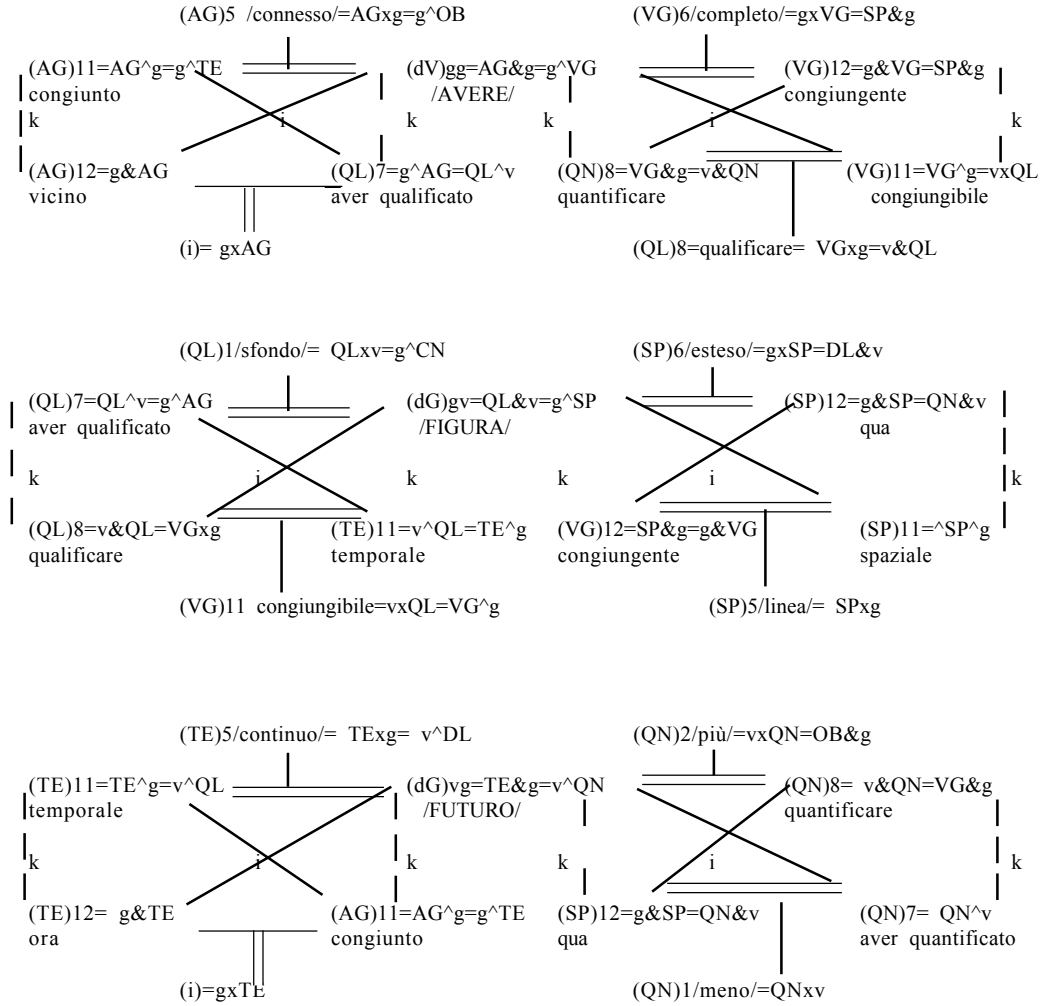 (AG)5 /connesso/=AGxg=g^OB (VG)6/completo/=gxVG=SP&g
(AG)11=AG^g=g^TE (dV)gg=AG&g=g^VG (VG)12=g&VG=SP&g
congiunto /AVERE/ congiungente
k i k k i k
(AG)12=g&AG (QL)7=g^AG=QL^v (QN)8=VG&g=v&QN (VG)11=VG^g=vxQL
vicino aver qualificato quantificare congiungibile
(i)= gxAG (QL)8=qualificare= VGxg=v&QL
(QL)1/sfondo/= QLxv=g^CN (SP)6/esteso/=gxSP=DL&v
(QL)7=QL^v=g^AG (dG)gv=QL&v=g^SP (SP)12=g&SP=QN&v
aver qualificato /FIGURA/ qua
k i k k i k
(QL)8=v&QL=VGxg (TE)11=v^QL=TE^g (VG)12=SP&g=g&VG (SP)11=^SP^g
qualificare temporale congiungente spaziale
(VG)11 congiungibile=vxQL=VG^g (SP)5/linea/= SPxg
(TE)5/continuo/= TExg= v^DL (QN)2/più/=vxQN=OB&g
(TE)11=TE^g=v^QL (dG)vg=TE&g=v^QN (QN)8= v&QN=VG&g
temporale /FUTURO/ quantificare
k i k k i k
(TE)12= g&TE (AG)11=AG^g=g^TE (SP)12=g&SP=QN&v (QN)7= QN^v
ora congiunto qua aver quantificato
(i)=gxTE (QN)1/meno/=QNxv